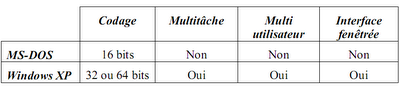 Codage Multitâche Multi utilisateur Interface fenêtrée
MS-DOS 16 bits Non Non Non
Windows XP 32 ou 64 bits Oui Oui Oui